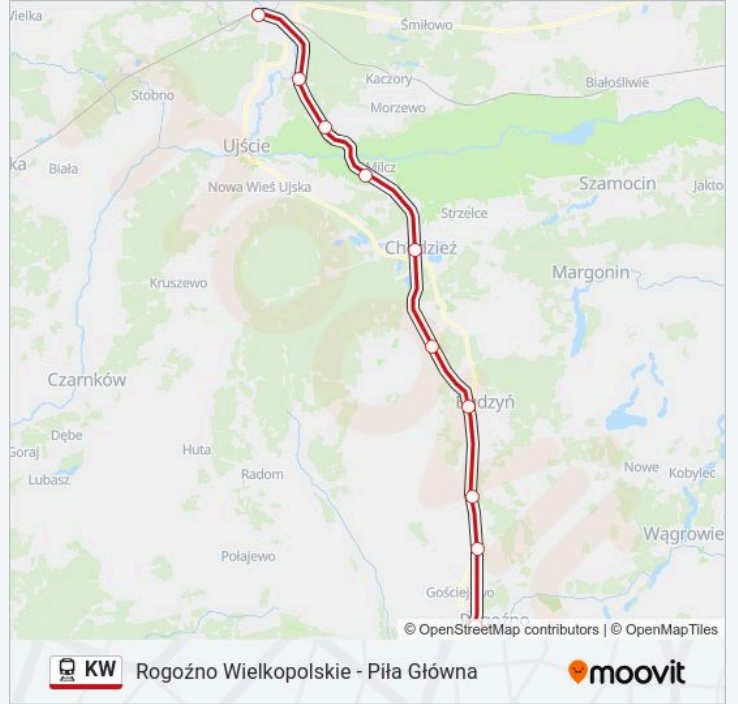 Wielka
Śmiłowo
Kaczory
Białośliwie
Stobno
Morzewo
Ujście
Milcz
Biała
Nowa Wieś Ujska
Szamocin
Jakto
Strzelce
Chodzież
Margonin
Kruszewo
Czarnków
Budzyń
Dębe
Huta
Goraj
Radom
Nowe
Kobylec
Lubasz
Wągrowie
Połajewo
Gościejewo
Rogoźno
© OpenStreetMap contributors | © OpenMapTiles
KW
Rogoźno Wielkopolskie - Piła Główna
moovit